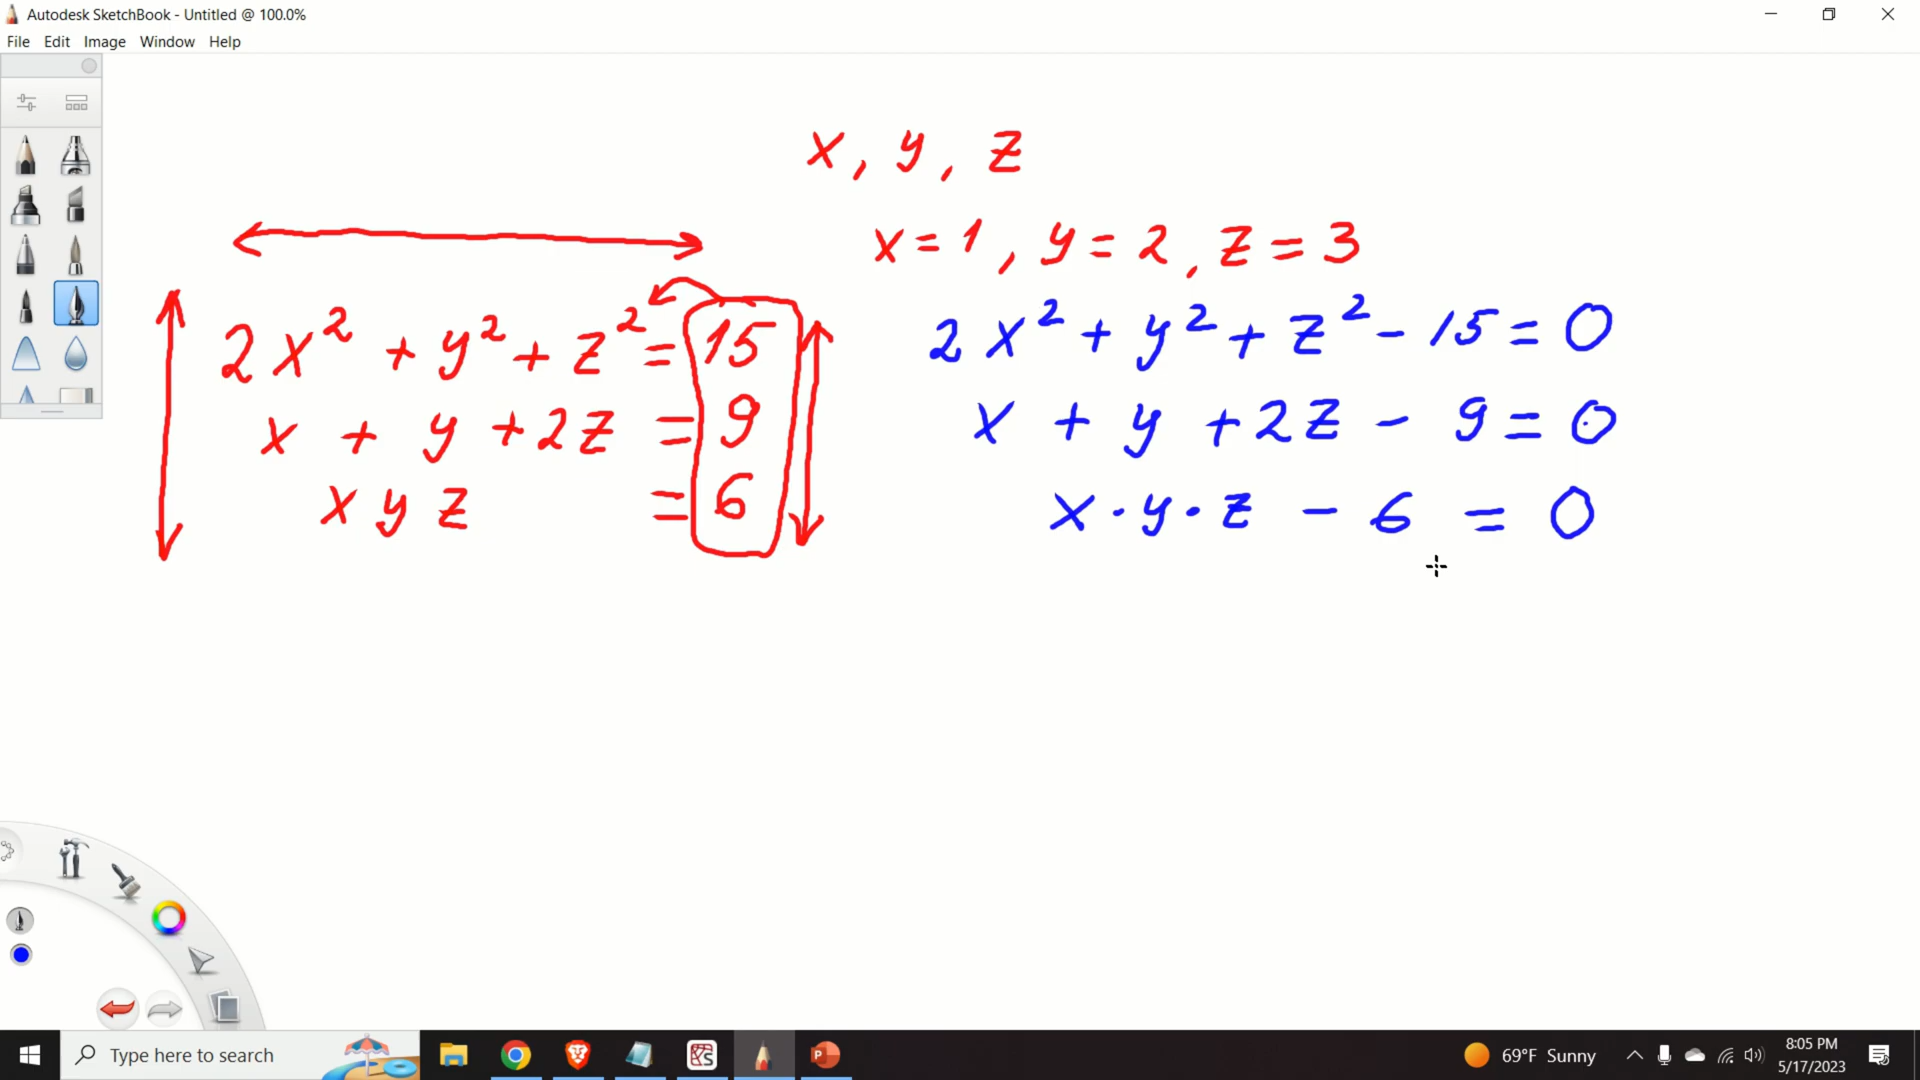 Autodesk SketchBook - Untitled @ 100.0%
File Edit Image Window Help
x, y, z
x = 1, y = 2, z = 3
2x² + y² + z² = 15
x + y + 2z = 9
xyz = 6
2x² + y² + z² - 15 = 0
x + y + 2z - 9 = 0
x · y · z - 6 = 0
Type here to search
69°F Sunny
8:05 PM
5/17/2023